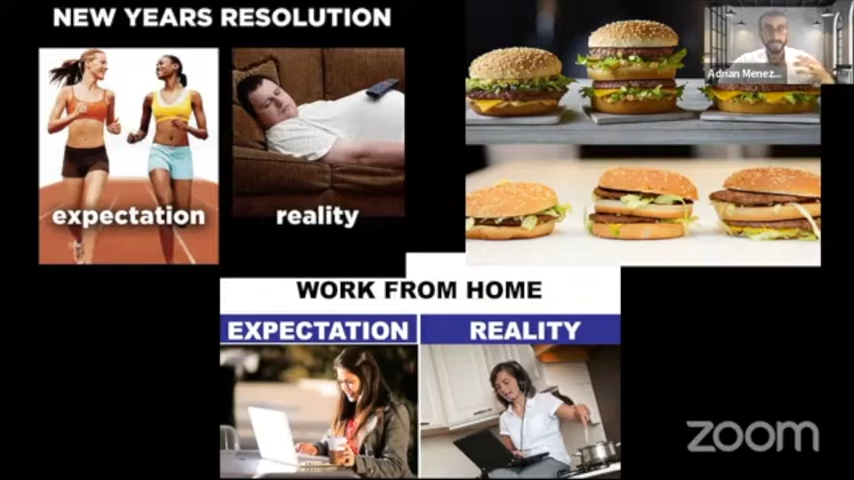 NEW YEARS RESOLUTION
expectation
reality
Adrian Menez...
WORK FROM HOME
EXPECTATION
REALITY
zoom